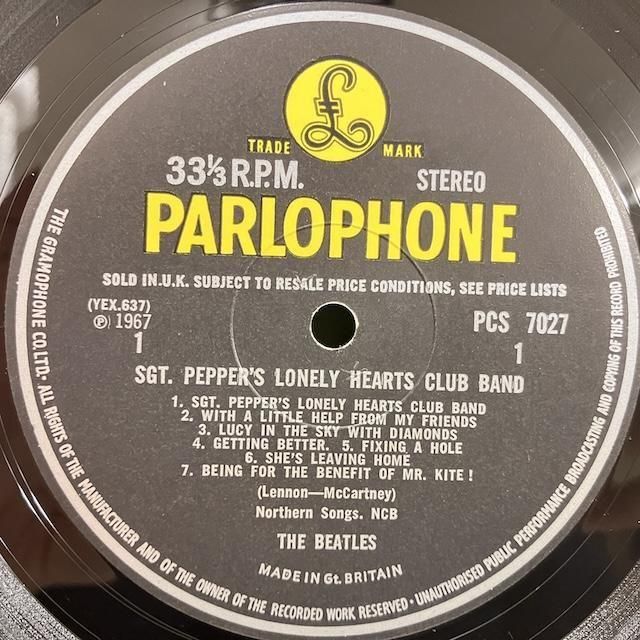 £
TRADE MARK
33⅓ R.P.M. STEREO
PARLOPHONE
SOLD IN U.K. SUBJECT TO RESALE PRICE CONDITIONS, SEE PRICE LISTS
(YEX.637)
℗ 1967 PCS 7027
1 1
SGT. PEPPER'S LONELY HEARTS CLUB BAND
1. SGT. PEPPER'S LONELY HEARTS CLUB BAND
2. WITH A LITTLE HELP FROM MY FRIENDS
3. LUCY IN THE SKY WITH DIAMONDS
4. GETTING BETTER. 5. FIXING A HOLE
6. SHE'S LEAVING HOME
7. BEING FOR THE BENEFIT OF MR. KITE !
(Lennon—McCartney)
Northern Songs. NCB
THE BEATLES
MADE IN Gt. BRITAIN
THE GRAMOPHONE CO. LTD. ALL RIGHTS OF THE MANUFACTURER AND OF THE OWNER OF THE RECORDED WORK RESERVED · UNAUTHORISED PUBLIC PERFORMANCE BROADCASTING AND COPYING OF THIS RECORD PROHIBITED